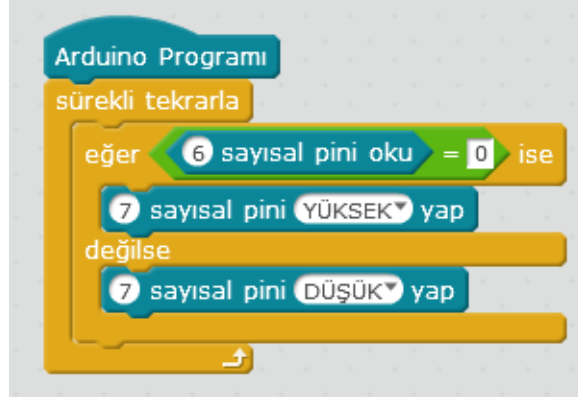 Arduino Programı
sürekli tekrarla
eğer 6 sayısal pini oku = 0 ise
7 sayısal pini YÜKSEK yap
değilse
7 sayısal pini DÜŞÜK yap